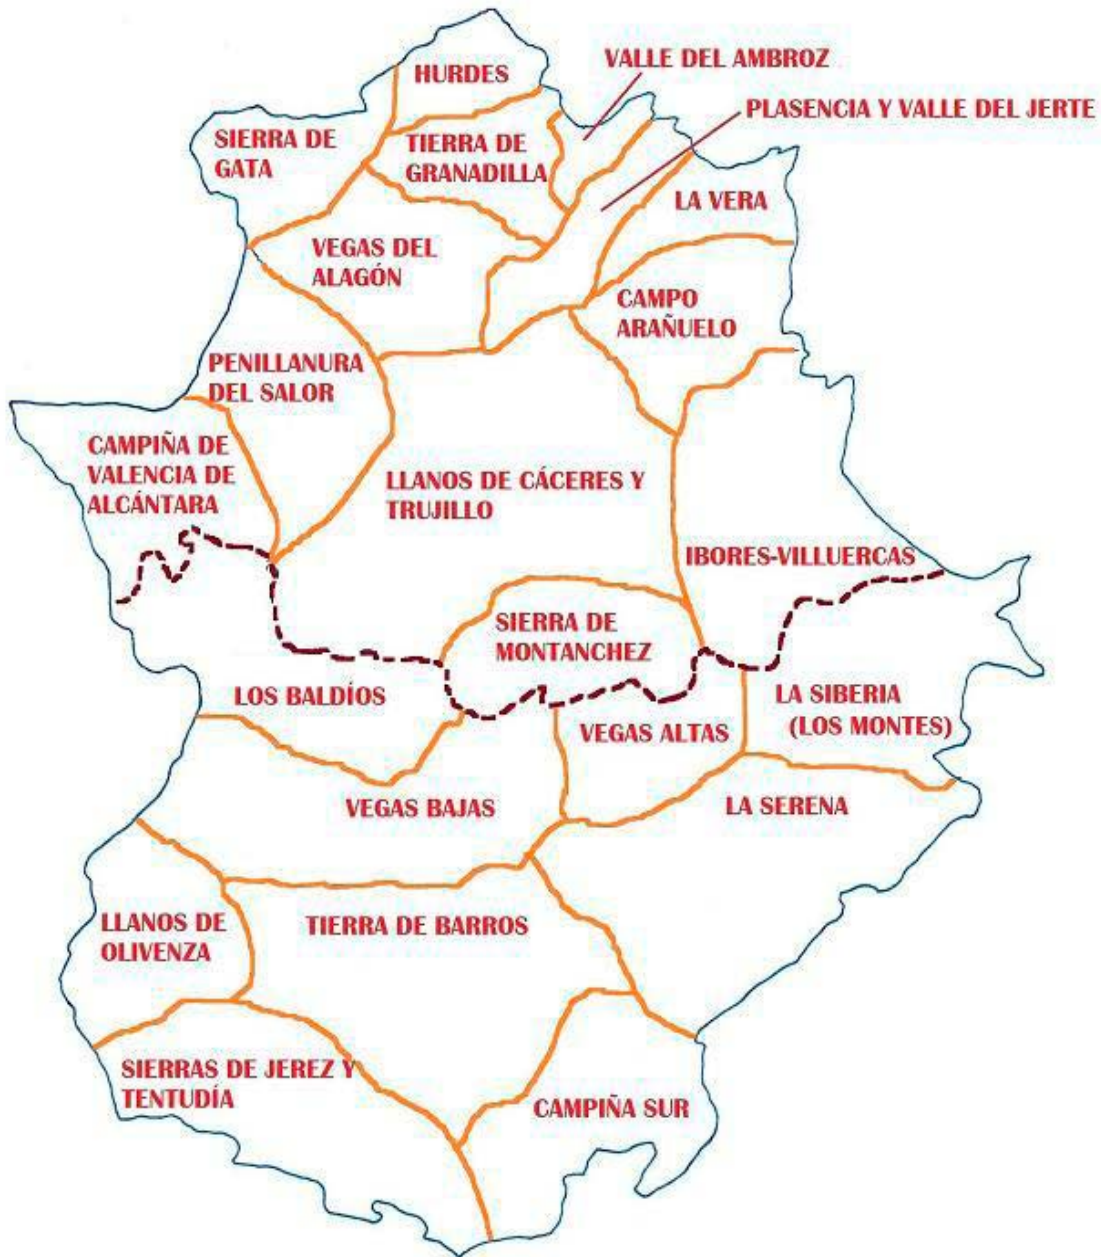 HURDES
VALLE DEL AMBROZ
PLASENCIA Y VALLE DEL JERTE
SIERRA DE
GATA
TIERRA DE
GRANADILLA
LA VERA
VEGAS DEL
ALAGÓN
CAMPO
ARAÑUELO
PENILLANURA
DEL SALOR
CAMPIÑA DE
VALENCIA DE
ALCÁNTARA
LLANOS DE CÁCERES Y
TRUJILLO
IBORES-VILLUERCAS
SIERRA DE
MONTANCHEZ
LOS BALDÍOS
VEGAS ALTAS
LA SIBERIA
(LOS MONTES)
VEGAS BAJAS
LA SERENA
LLANOS DE
OLIVENZA
TIERRA DE BARROS
SIERRAS DE JEREZ Y
TENTUDÍA
CAMPIÑA SUR